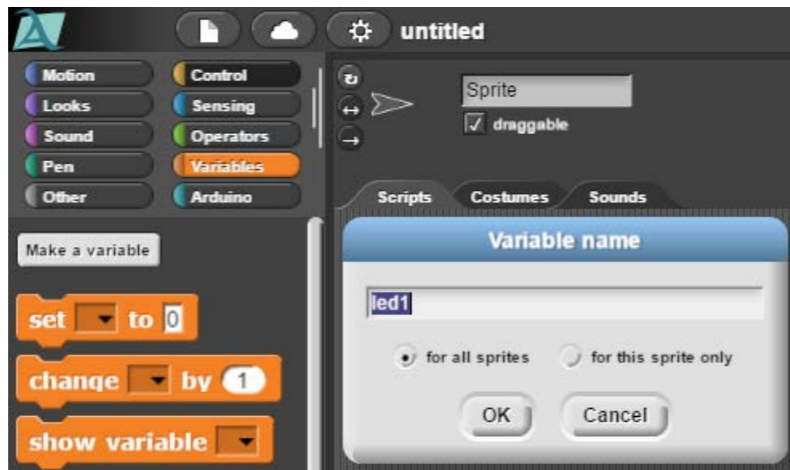 untitled
Motion Control
Looks Sensing
Sound Operators
Pen Variables
Other Arduino
Sprite
draggable
Scripts Costumes Sounds
Make a variable
set to 0
change by 1
show variable
Variable name
led1
for all sprites for this sprite only
OK Cancel